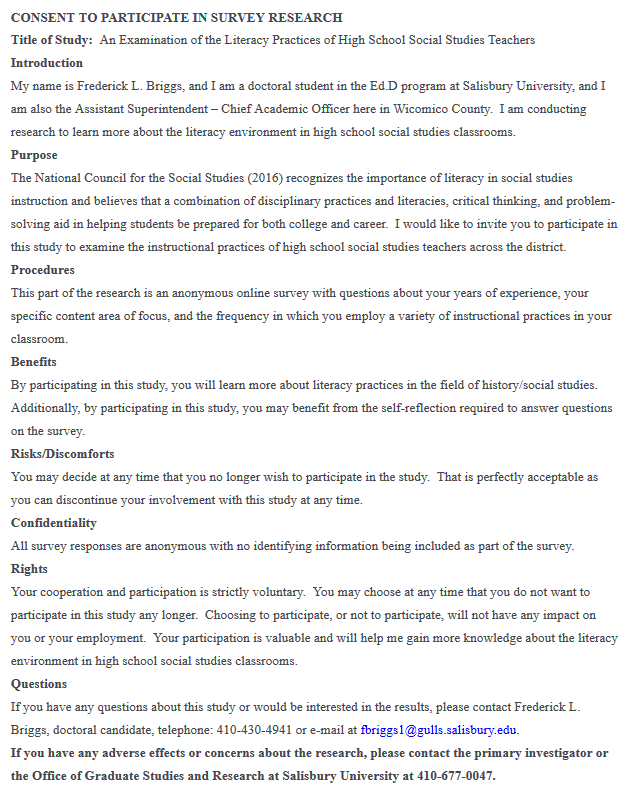 CONSENT TO PARTICIPATE IN SURVEY RESEARCH
Title of Study:  An Examination of the Literacy Practices of High School Social Studies Teachers
Introduction
My name is Frederick L. Briggs, and I am a doctoral student in the Ed.D program at Salisbury University, and I
am also the Assistant Superintendent – Chief Academic Officer here in Wicomico County.  I am conducting
research to learn more about the literacy environment in high school social studies classrooms.
Purpose
The National Council for the Social Studies (2016) recognizes the importance of literacy in social studies
instruction and believes that a combination of disciplinary practices and literacies, critical thinking, and problem-
solving aid in helping students be prepared for both college and career.  I would like to invite you to participate in
this study to examine the instructional practices of high school social studies teachers across the district.
Procedures
This part of the research is an anonymous online survey with questions about your years of experience, your
specific content area of focus, and the frequency in which you employ a variety of instructional practices in your
classroom.
Benefits
By participating in this study, you will learn more about literacy practices in the field of history/social studies.
Additionally, by participating in this study, you may benefit from the self-reflection required to answer questions
on the survey.
Risks/Discomforts
You may decide at any time that you no longer wish to participate in the study.  That is perfectly acceptable as
you can discontinue your involvement with this study at any time.
Confidentiality
All survey responses are anonymous with no identifying information being included as part of the survey.
Rights
Your cooperation and participation is strictly voluntary.  You may choose at any time that you do not want to
participate in this study any longer.  Choosing to participate, or not to participate, will not have any impact on
you or your employment.  Your participation is valuable and will help me gain more knowledge about the literacy
environment in high school social studies classrooms.
Questions
If you have any questions about this study or would be interested in the results, please contact Frederick L.
Briggs, doctoral candidate, telephone: 410-430-4941 or e-mail at fbriggs1@gulls.salisbury.edu.
If you have any adverse effects or concerns about the research, please contact the primary investigator or
the Office of Graduate Studies and Research at Salisbury University at 410-677-0047.